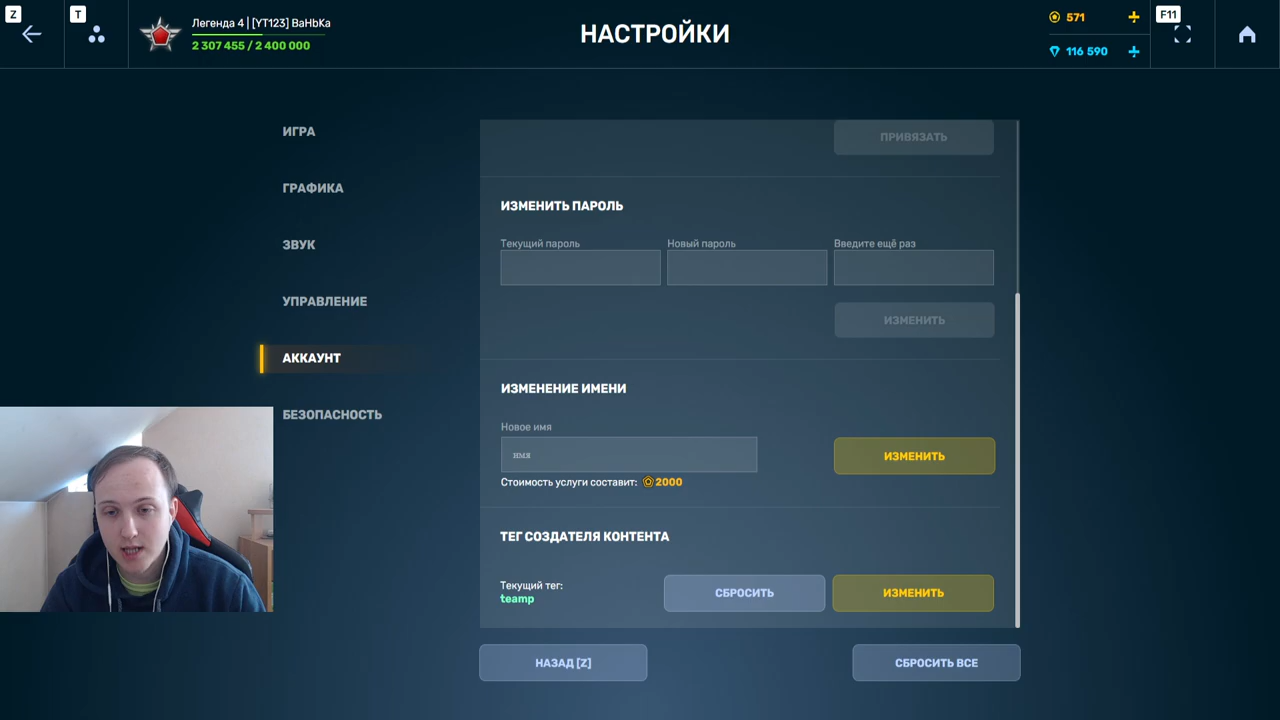 Z
T
Легенда 4 | [YT123] BaHbKa
2 307 455 / 2 400 000
НАСТРОЙКИ
571
116 590
F11
ИГРА
ГРАФИКА
ЗВУК
УПРАВЛЕНИЕ
АККАУНТ
БЕЗОПАСНОСТЬ
ПРИВЯЗАТЬ
ИЗМЕНИТЬ ПАРОЛЬ
Текущий пароль
Новый пароль
Введите ещё раз
ИЗМЕНИТЬ
ИЗМЕНЕНИЕ ИМЕНИ
Новое имя
имя
ИЗМЕНИТЬ
Стоимость услуги составит: 2000
ТЕГ СОЗДАТЕЛЯ КОНТЕНТА
Текущий тег:
teamp
СБРОСИТЬ
ИЗМЕНИТЬ
НАЗАД [Z]
СБРОСИТЬ ВСЕ